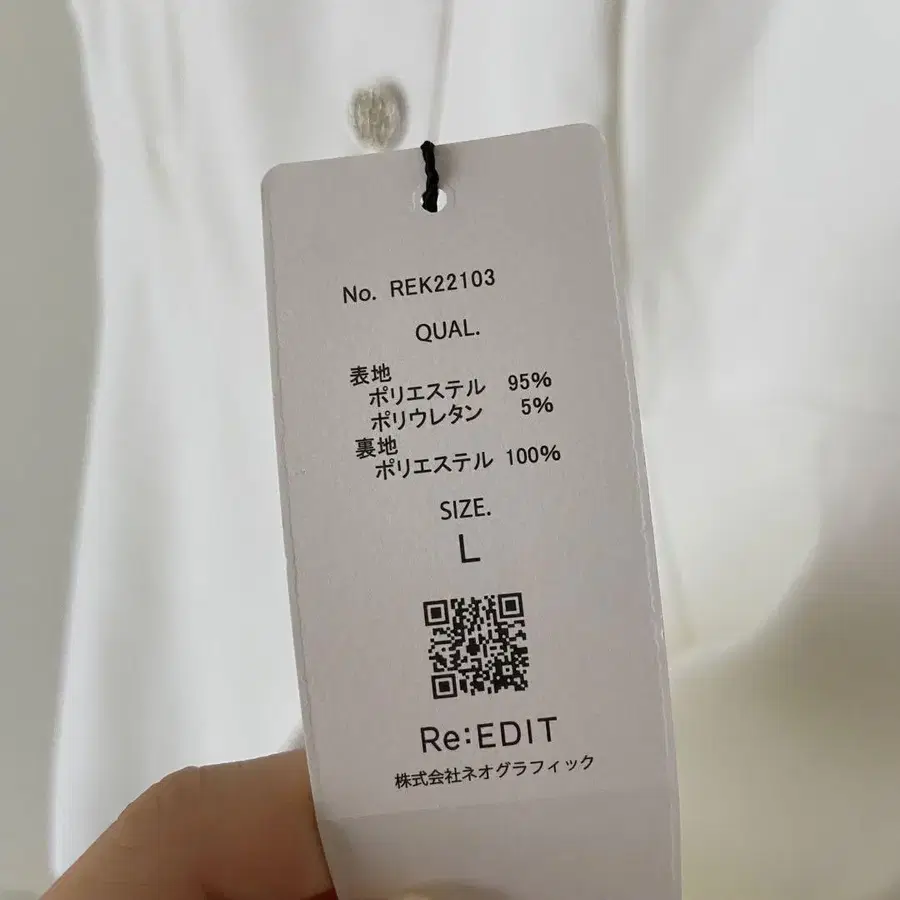 No. REK22103
QUAL.
表地
ポリエステル 95%
ポリウレタン 5%
裏地
ポリエステル 100%
SIZE.
L
Re:EDIT
株式会社ネオグラフィック